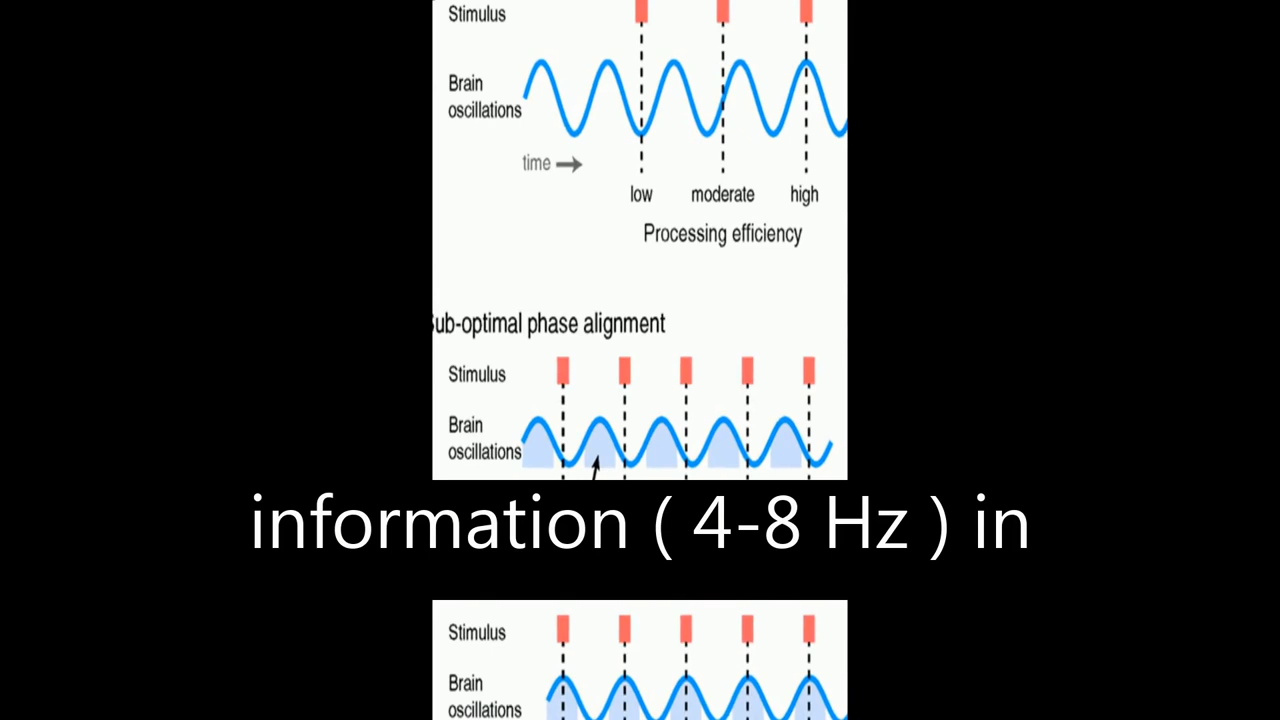 Stimulus
Brain
oscillations
time
low moderate high
Processing efficiency
ub-optimal phase alignment
Stimulus
Brain
oscillations
information ( 4-8 Hz ) in
Stimulus
Brain
oscillations